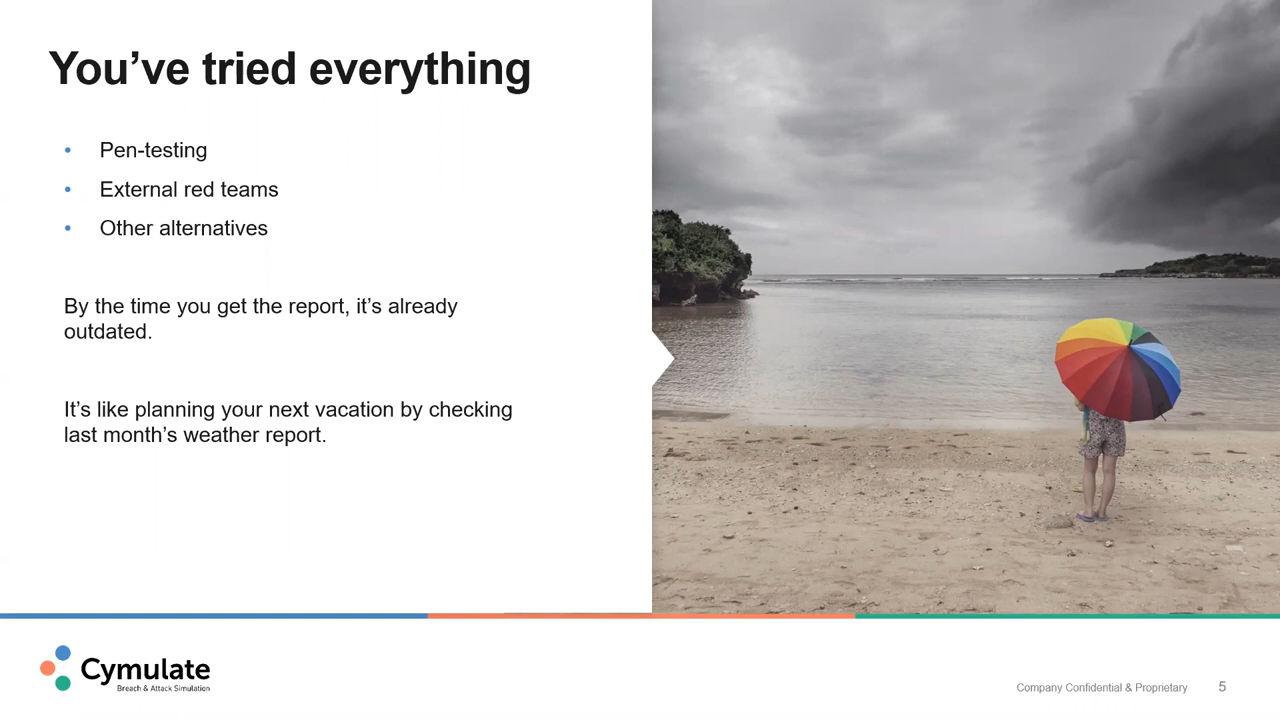 You’ve tried everything
• Pen-testing
• External red teams
• Other alternatives
By the time you get the report, it’s already
outdated.
It’s like planning your next vacation by checking
last month’s weather report.
Cymulate
Breach & Attack Simulation
Company Confidential & Proprietary 5